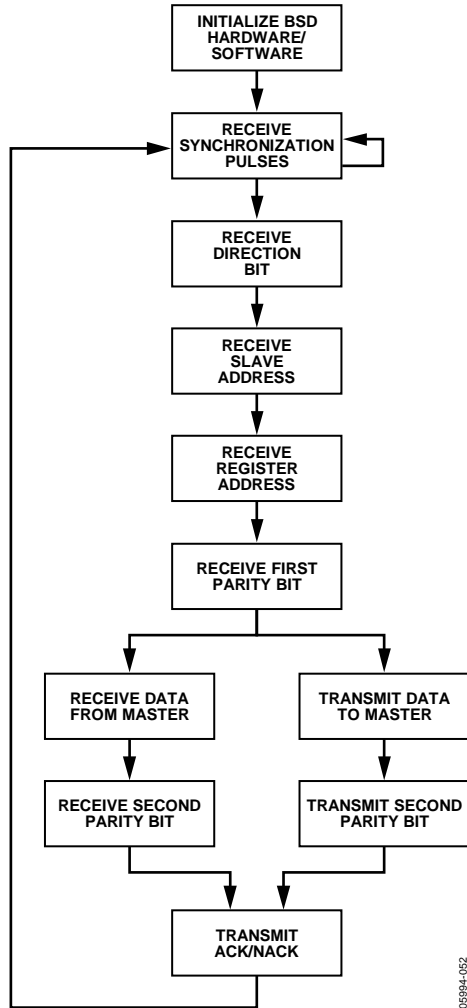 INITIALIZE BSD
HARDWARE/
SOFTWARE
RECEIVE
SYNCHRONIZATION
PULSES
RECEIVE
DIRECTION
BIT
RECEIVE
SLAVE
ADDRESS
RECEIVE
REGISTER
ADDRESS
RECEIVE FIRST
PARITY BIT
RECEIVE DATA
FROM MASTER
TRANSMIT DATA
TO MASTER
RECEIVE SECOND
PARITY BIT
TRANSMIT SECOND
PARITY BIT
TRANSMIT
ACK/NACK
05994-052